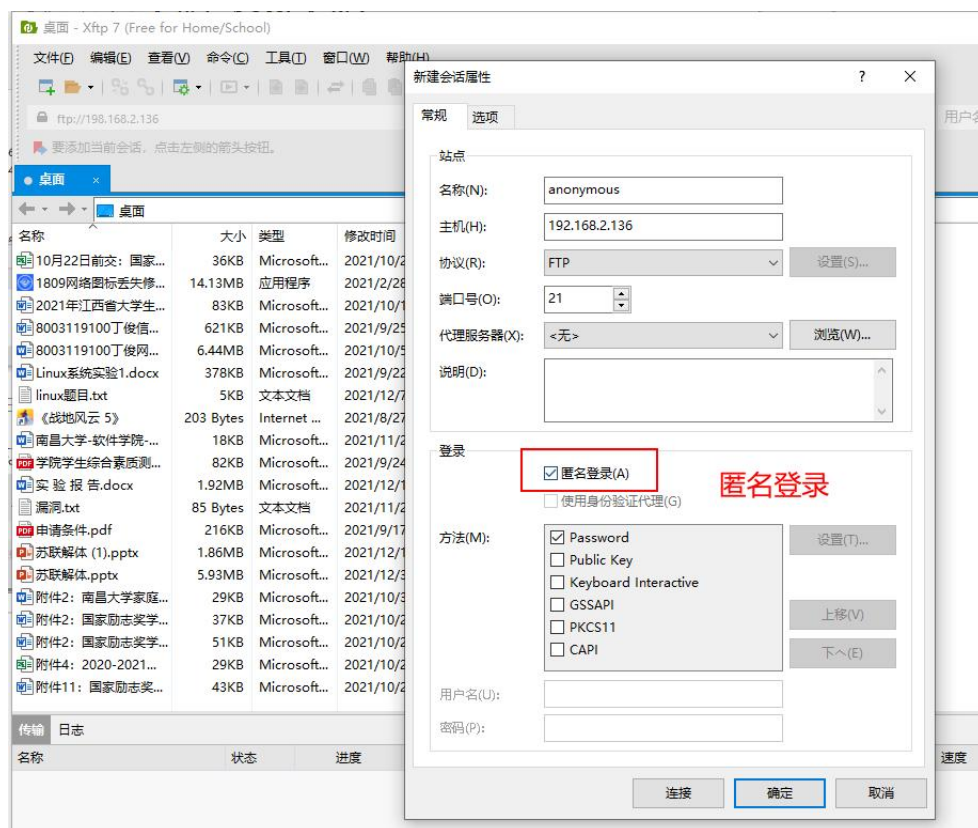 桌面 - Xftp 7 (Free for Home/School)
文件(F) 编辑(E) 查看(V) 命令(C) 工具(T) 窗口(W) 帮助(H)
ftp://198.168.2.136
用户名
要添加当前会话，点击左侧的箭头按钮。
桌面 ×
桌面
名称 大小 类型 修改时间
10月22日前交：国家... 36KB Microsoft... 2021/10/2
1809网络图标丢失修... 14.13MB 应用程序 2021/2/28
2021年江西省大学生... 83KB Microsoft... 2021/10/1
8003119100丁俊信... 621KB Microsoft... 2021/9/25
8003119100丁俊网... 6.44MB Microsoft... 2021/10/5
Linux系统实验1.docx 378KB Microsoft... 2021/9/22
linux题目.txt 5KB 文本文档 2021/12/7
《战地风云 5》 203 Bytes Internet ... 2021/8/27
南昌大学-软件学院-... 18KB Microsoft... 2021/11/2
学院学生综合素质测... 82KB Microsoft... 2021/9/24
实 验 报 告.docx 1.92MB Microsoft... 2021/12/1
漏洞.txt 85 Bytes 文本文档 2021/11/2
申请条件.pdf 216KB Microsoft... 2021/9/17
苏联解体 (1).pptx 1.86MB Microsoft... 2021/12/1
苏联解体.pptx 5.93MB Microsoft... 2021/12/3
附件2：南昌大学家庭... 29KB Microsoft... 2021/10/3
附件2：国家励志奖学... 37KB Microsoft... 2021/10/2
附件2：国家励志奖学... 51KB Microsoft... 2021/10/2
附件4：2020-2021... 29KB Microsoft... 2021/10/2
附件11：国家励志奖... 43KB Microsoft... 2021/10/2
传输 日志
名称 状态 进度 速度
新建会话属性 ? ×
常规 选项
站点
名称(N): anonymous
主机(H): 192.168.2.136
协议(R): FTP 设置(S)...
端口号(O): 21
代理服务器(X): <无> 浏览(W)...
说明(D):
登录
匿名登录(A)
匿名登录
使用身份验证代理(G)
方法(M): Password 设置(T)...
Public Key
Keyboard Interactive
GSSAPI 上移(V)
PKCS11
CAPI 下へ(E)
用户名(U):
密码(P):
连接 确定 取消